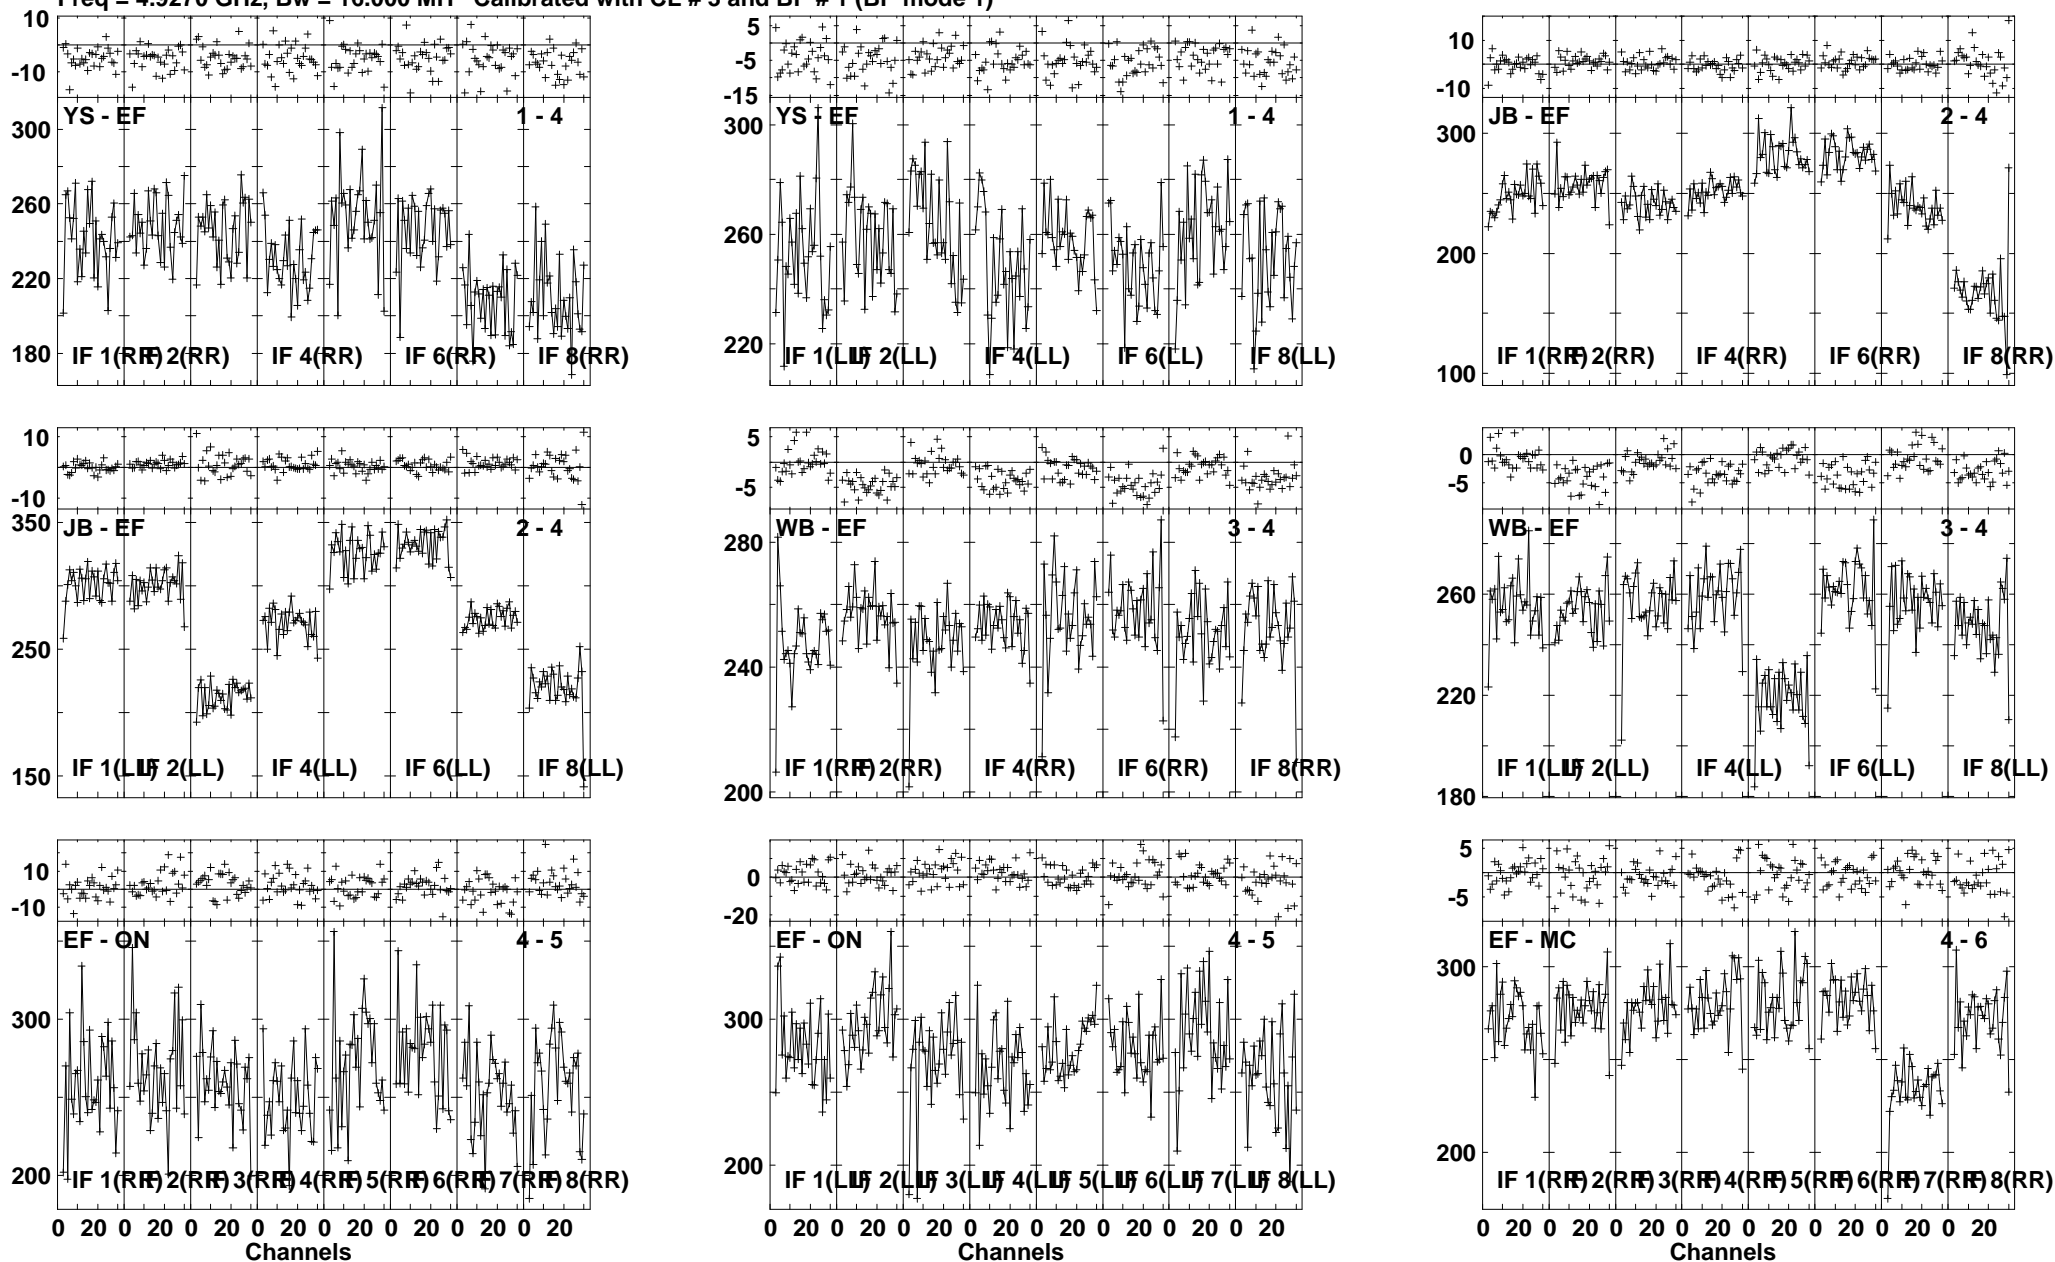 Freq = 4.9270 GHz, Bw = 16.000 MH Calibrated with CL # 3 and BP # 1 (BP mode 1)
10
-10
YS - EF
1 - 4
300
260
220
180
IF 1(RR) IF 2(RR) IF 4(RR) IF 6(RR) IF 8(RR)
5
-5
-15
YS - EF
1 - 4
300
260
220
IF 1(LL) IF 2(LL) IF 4(LL) IF 6(LL) IF 8(LL)
10
-10
JB - EF
2 - 4
300
200
100
IF 1(RR) IF 2(RR) IF 4(RR) IF 6(RR) IF 8(RR)
10
-10
JB - EF
2 - 4
350
250
150
IF 1(LL) IF 2(LL) IF 4(LL) IF 6(LL) IF 8(LL)
5
-5
WB - EF
3 - 4
280
240
200
IF 1(RR) IF 2(RR) IF 4(RR) IF 6(RR) IF 8(RR)
0
-5
WB - EF
3 - 4
260
220
180
IF 1(LL) IF 2(LL) IF 4(LL) IF 6(LL) IF 8(LL)
10
-10
EF - ON
4 - 5
300
200
IF 1(RR) IF 2(RR) IF 3(RR) IF 4(RR) IF 5(RR) IF 6(RR) IF 7(RR) IF 8(RR)
0 20 0 20 0 20 0 20 0 20 0 20 0 20 0 20
Channels
0
-20
EF - ON
4 - 5
300
200
IF 1(LL) IF 2(LL) IF 3(LL) IF 4(LL) IF 5(LL) IF 6(LL) IF 7(LL) IF 8(LL)
0 20 0 20 0 20 0 20 0 20 0 20 0 20 0 20
Channels
5
-5
EF - MC
4 - 6
300
200
IF 1(RR) IF 2(RR) IF 3(RR) IF 4(RR) IF 5(RR) IF 6(RR) IF 7(RR) IF 8(RR)
0 20 0 20 0 20 0 20 0 20 0 20 0 20 0 20
Channels